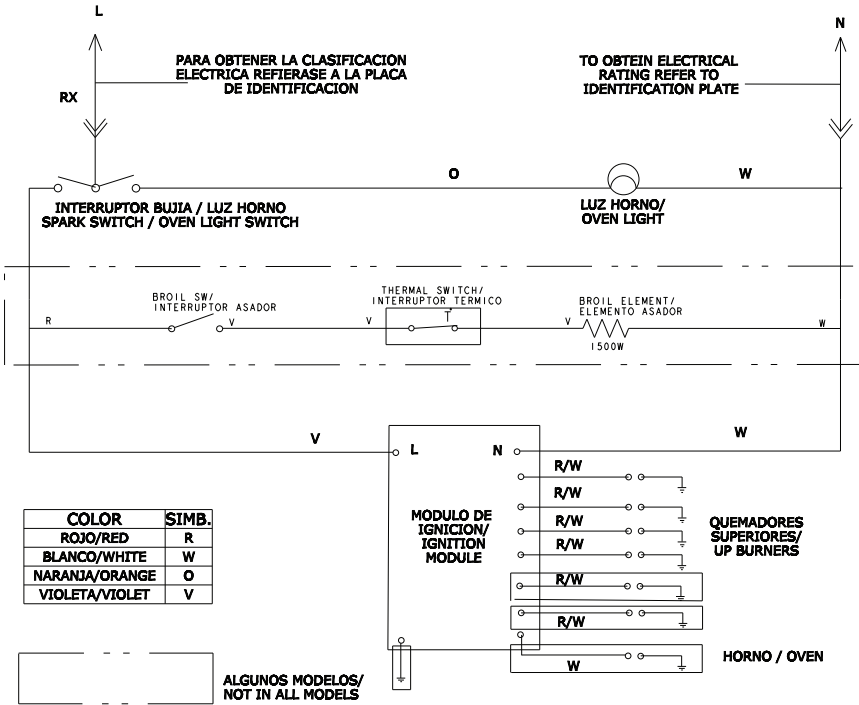 L
N
PARA OBTENER LA CLASIFICACION
ELECTRICA REFIERASE A LA PLACA
DE IDENTIFICACION
TO OBTEIN ELECTRICAL
RATING REFER TO
IDENTIFICATION PLATE
RX
O
W
INTERRUPTOR BUJIA / LUZ HORNO
SPARK SWITCH / OVEN LIGHT SWITCH
LUZ HORNO/
OVEN LIGHT
BROIL SW/
INTERRUPTOR ASADOR
THERMAL SWITCH/
INTERRUPTOR TERMICO
BROIL ELEMENT/
ELEMENTO ASADOR
R
V
V
T
V
W
1500W
V
W
L
N
R/W
R/W
R/W
R/W
R/W
R/W
W
MODULO DE
IGNICION/
IGNITION
MODULE
QUEMADORES
SUPERIORES/
UP BURNERS
HORNO / OVEN
COLOR SIMB.
ROJO/RED R
BLANCO/WHITE W
NARANJA/ORANGE O
VIOLETA/VIOLET V
ALGUNOS MODELOS/
NOT IN ALL MODELS